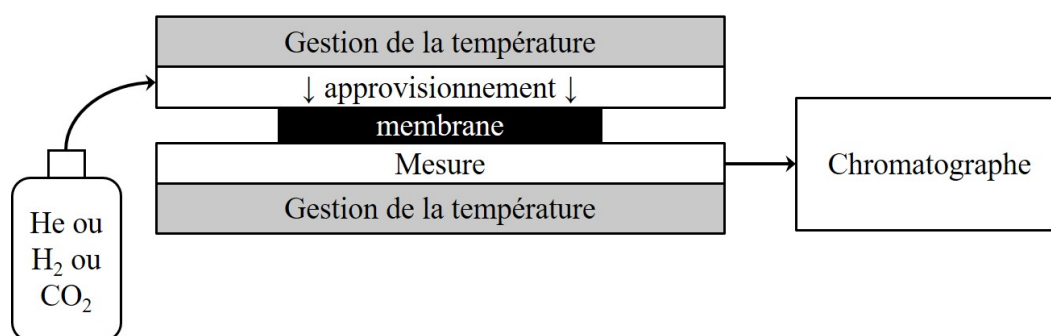 Gestion de la température
↓ approvisionnement ↓
membrane
Mesure
Gestion de la température
Chromatographe
He ou
H₂ ou
CO₂